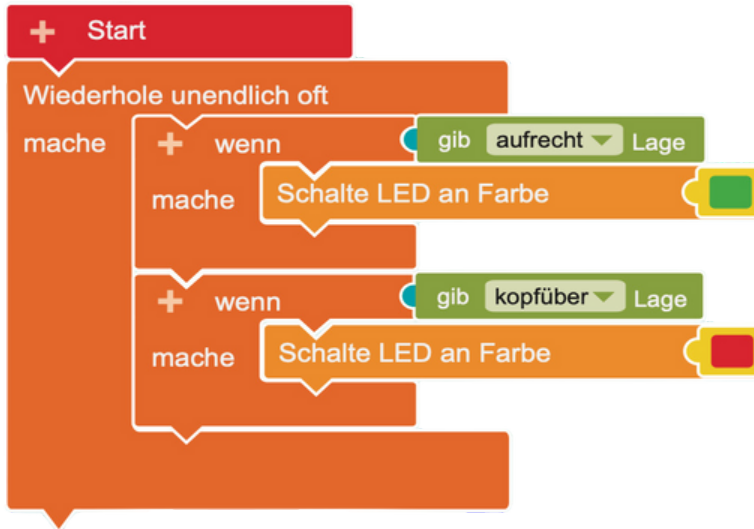 + Start
Wiederhole unendlich oft
mache + wenn gib aufrecht Lage
mache Schalte LED an Farbe
+ wenn gib kopfüber Lage
mache Schalte LED an Farbe